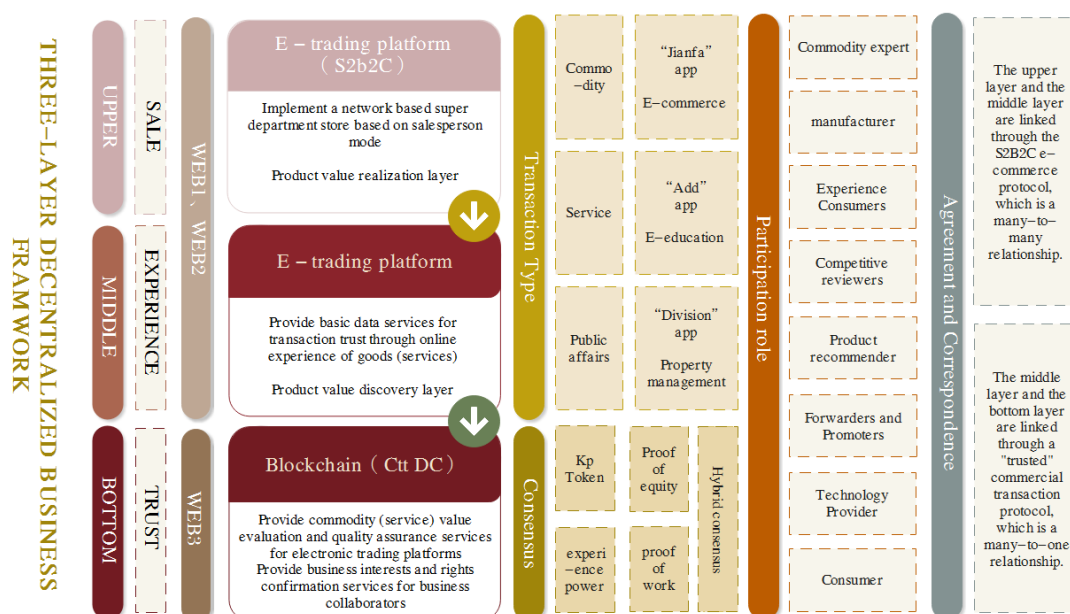 THREE-LAYER DECENTRALIZED BUSINESS
FRAMWORK
UPPER
MIDDLE
BOTTOM
SALE
EXPERIENCE
TRUST
WEB1、WEB2
WEB3
E – trading platform
( S2b2C )
Implement a network based super
department store based on salesperson
mode
Product value realization layer
E – trading platform
Provide basic data services for
transaction trust through online
experience of goods (services)
Product value discovery layer
Blockchain ( Ctt DC )
Provide commodity (service) value
evaluation and quality assurance services
for electronic trading platforms
Provide business interests and rights
confirmation services for business
collaborators
Transaction Type
Consensus
Commo
-dity
“Jianfa”
app
E-commerce
Service
“Add”
app
E-education
Public
affairs
“Division”
app
Property
management
Kp
Token
Proof
of
equity
experi
-ence
power
proof
of
work
Hybrid consensus
Participation role
Commodity expert
manufacturer
Experience
Consumers
Competitive
reviewers
Product
recommender
Forwarders and
Promoters
Technology
Provider
Consumer
Agreement and Correspondence
The upper
layer and the
middle layer
are linked
through the
S2B2C e-
commerce
protocol,
which is a
many-to-
many
relationship.
The middle
layer and the
bottom layer
are linked
through a
"trusted"
commercial
transaction
protocol,
which is a
many-to-one
relationship.